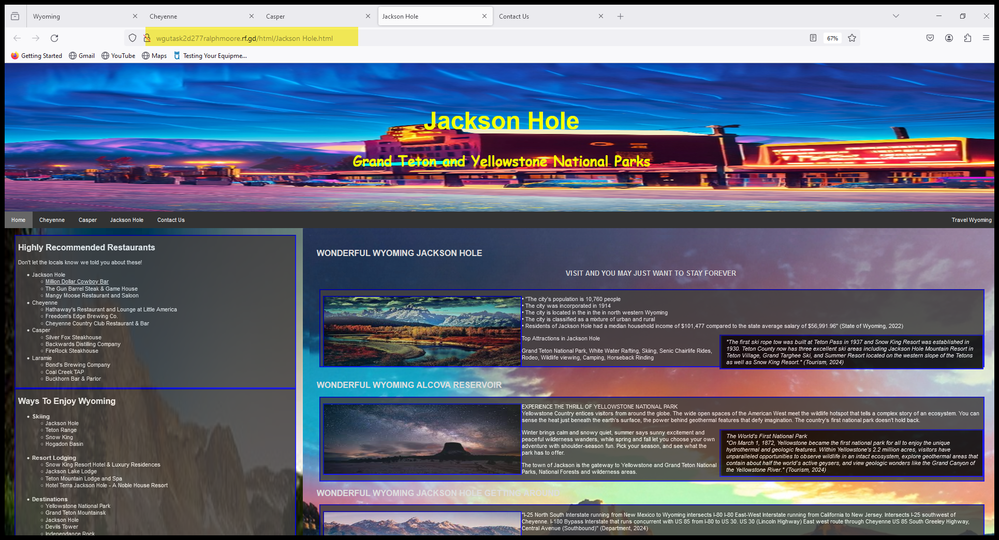 Wyoming
Cheyenne
Casper
Jackson Hole
Contact Us
wgutask2d277ralphmoore.rf.gd/html/Jackson Hole.html
67%
Getting Started
Gmail
YouTube
Maps
Testing Your Equipme...
Jackson Hole
Grand Teton and Yellowstone National Parks
Home
Cheyenne
Casper
Jackson Hole
Contact Us
Travel Wyoming
Highly Recommended Restaurants
Don't let the locals know we told you about these!
• Jackson Hole
○ Million Dollar Cowboy Bar
○ The Gun Barrel Steak & Game House
○ Mangy Moose Restaurant and Saloon
• Cheyenne
○ Hathaway's Restaurant and Lounge at Little America
○ Freedom's Edge Brewing Co.
○ Cheyenne Country Club Restaurant & Bar
• Casper
○ Silver Fox Steakhouse
○ Backwards Distilling Company
○ FireRock Steakhouse
• Laramie
○ Bond's Brewing Company
○ Coal Creek TAP
○ Buckhorn Bar & Parlor
Ways To Enjoy Wyoming
• Skiing
○ Jackson Hole
○ Teton Range
○ Snow King
○ Hogadon Basin
• Resort Lodging
○ Snow King Resort Hotel & Luxury Residences
○ Jackson Lake Lodge
○ Teton Mountain Lodge and Spa
○ Hotel Terra Jackson Hole - A Noble House Resort
• Destinations
○ Yellowstone National Park
○ Grand Teton Mountainsk
○ Jackson Hole
○ Devils Tower
○ Independance Rock
WONDERFUL WYOMING JACKSON HOLE
VISIT AND YOU MAY JUST WANT TO STAY FOREVER
• "The city's population is 10,760 people
• The city was incorporated in 1914
• The city is located in the in the in north western Wyoming
• The city is classified as a mixture of urban and rural
• Residents of Jackson Hole had a median household income of $101,477 compared to the state average salary of $56,991.96" (State of Wyoming, 2022)
Top Attractions in Jackson Hole
Grand Teton National Park, White Water Rafting, Skiing, Senic Chairlife Rides,
Rodeo, Wildlife viewing, Camping, Horseback Rinding
"The first ski rope tow was built at Teton Pass in 1937 and Snow King Resort was established in
1930. Teton County now has three excellent ski areas including Jackson Hole Mountain Resort in
Teton Village, Grand Targhee Ski, and Summer Resort located on the western slope of the Tetons
as well as Snow King Resort." (Tourism, 2024)
WONDERFUL WYOMING ALCOVA RESERVOIR
EXPERIENCE THE THRILL OF YELLOWSTONE NATIONAL PARK
Yellowstone Country entices visitors from around the globe. The wide open spaces of the American West meet the wildlife hotspot that tells a complex story of an ecosystem. You can
sense the heat just beneath the earth's surface, the power behind geothermal features that defy imagination. The country's first national park doesn't hold back.
Winter brings calm and snowy quiet, summer says sunny excitement and
peaceful wilderness wanders, while spring and fall let you choose your own
adventure with shoulder-season fun. Pick your season, and see what the
park has to offer.
The town of Jackson is the gateway to Yellowstone and Grand Teton National
Parks, National Forests and wilderness areas.
The World's First National Park
"On March 1, 1872, Yellowstone became the first national park for all to enjoy the unique
hydrothermal and geologic features. Within Yellowstone's 2.2 million acres, visitors have
unparalleled opportunities to observe wildlife in an intact ecosystem, explore geothermal areas that
contain about half the world's active geysers, and view geologic wonders like the Grand Canyon of
the Yellowstone River." (Tourism, 2024)
WONDERFUL WYOMING JACKSON HOLE GETTING AROUND
"I-25 North South Interstate running from New Mexico to Wyoming intersects I-80 I-80 East-West Interstate running from California to New Jersey. Intersects I-25 southwest of
Cheyenne. I-180 Bypass Interstate that runs concurrent with US 85 from I-80 to US 30. US 30 (Lincoln Highway) East west route through Cheyenne US 85 South Greeley Highway,
Central Avenue (Southbound)" (Department, 2024)